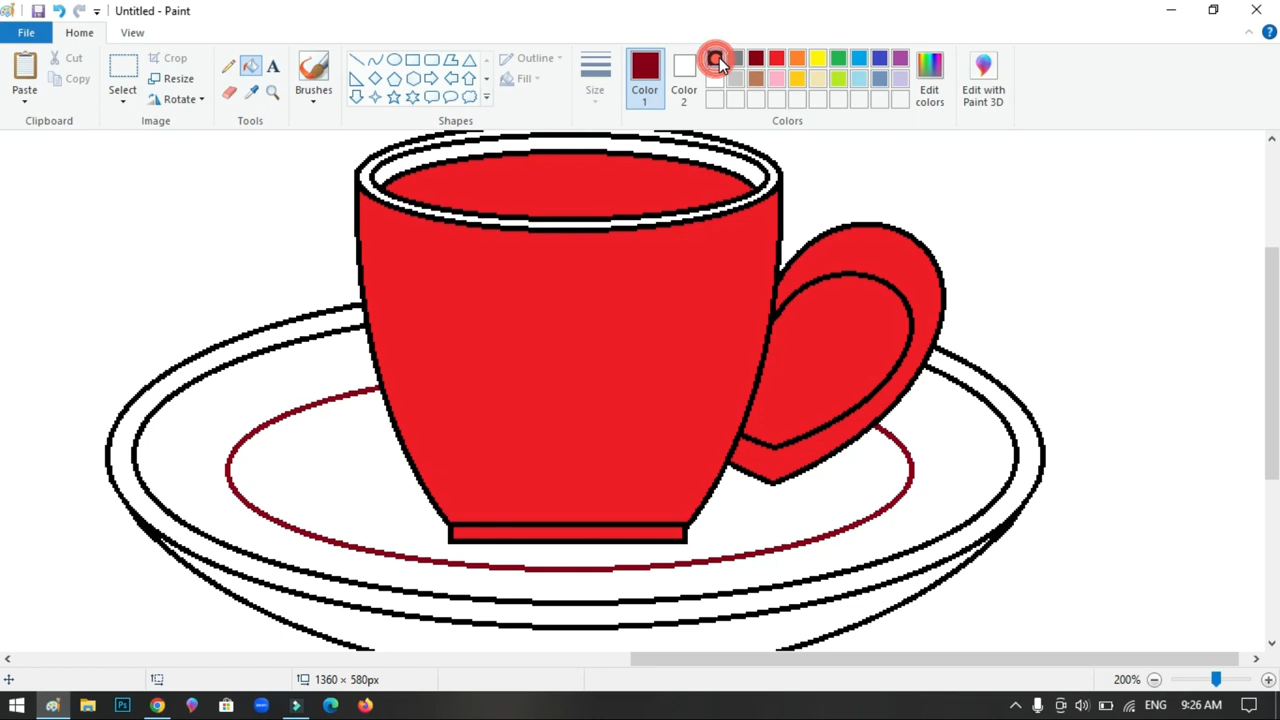 Untitled - Paint
File Home View
Paste
Cut
Copy
Clipboard
Select
Crop
Resize
Rotate
Image
A
Tools
Brushes
Outline
Fill
Shapes
Size
Color 1
Color 2
Edit colors
Colors
Edit with Paint 3D
1360 × 580px
200%
Ps
ENG
9:26 AM